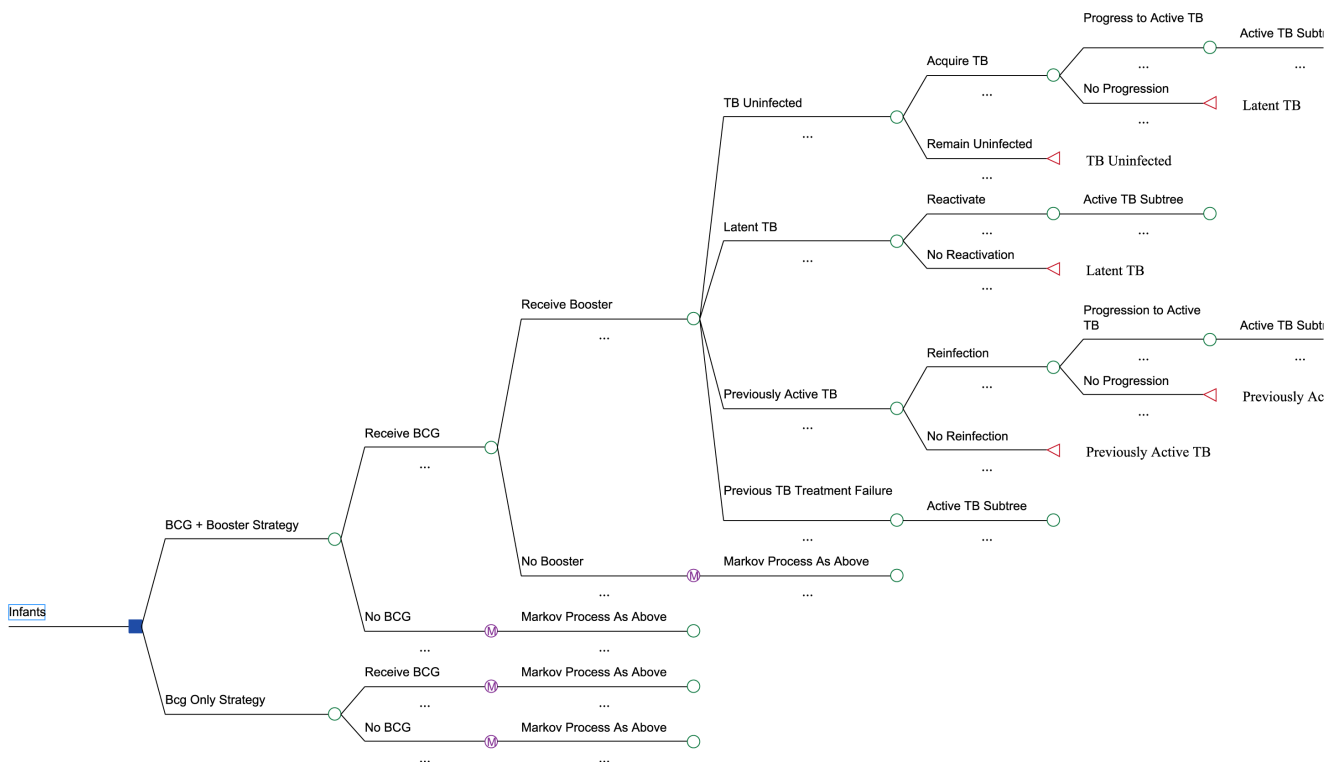 Progress to Active TB
Active TB Subt
...
...
Acquire TB
...
No Progression
Latent TB
...
TB Uninfected
...
Remain Uninfected
TB Uninfected
...
Reactivate
Active TB Subtree
...
...
Latent TB
...
No Reactivation
Latent TB
...
Receive Booster
...
Progression to Active
TB
Active TB Subt
...
...
Reinfection
...
No Progression
Previously Ac
...
Previously Active TB
...
No Reinfection
Previously Active TB
...
Previous TB Treatment Failure
...
Active TB Subtree
...
Receive BCG
...
BCG + Booster Strategy
No Booster
...
M
Markov Process As Above
...
Infants
No BCG
...
M
Markov Process As Above
...
Receive BCG
...
M
Markov Process As Above
...
Bcg Only Strategy
No BCG
...
M
Markov Process As Above
...